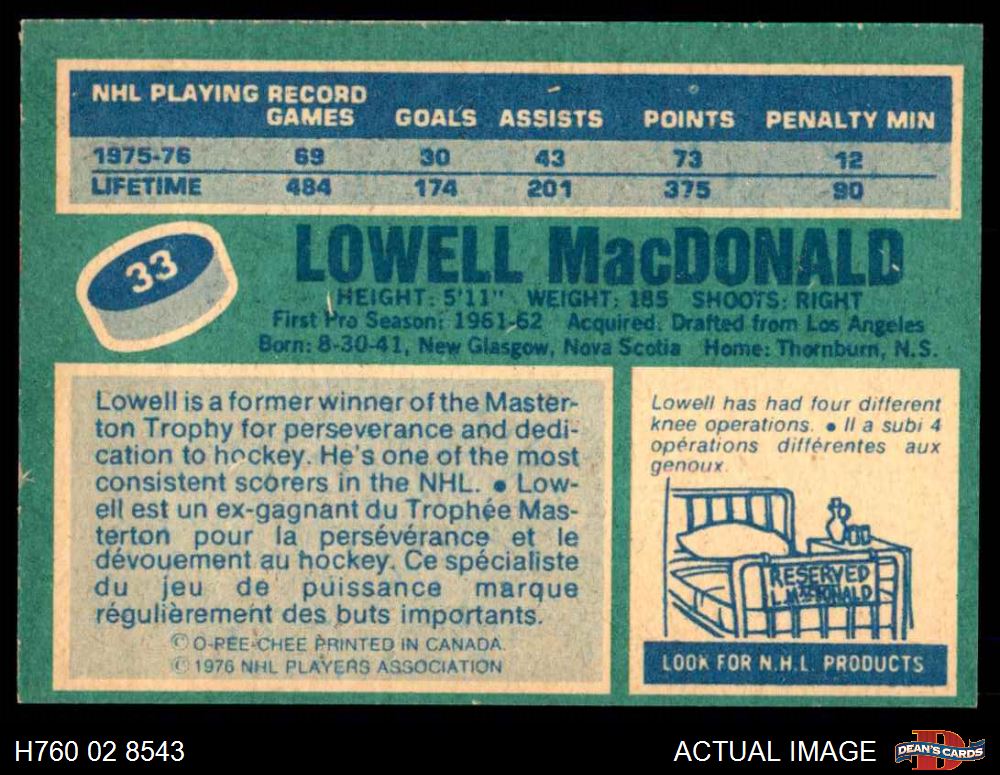 NHL PLAYING RECORD
GAMES GOALS ASSISTS POINTS PENALTY MIN
1975-76 69 30 43 73 12
LIFETIME 484 174 201 375 90
33
LOWELL MacDONALD
HEIGHT: 5'11" WEIGHT: 185 SHOOTS: RIGHT
First Pro Season: 1961-62 Acquired: Drafted from Los Angeles
Born: 8-30-41, New Glasgow, Nova Scotia Home: Thornburn, N.S.
Lowell is a former winner of the Master-
ton Trophy for perseverance and dedi-
cation to hockey. He's one of the most
consistent scorers in the NHL. ● Low-
ell est un ex-gagnant du Trophée Mas-
terton pour la persévérance et le
dévouement au hockey. Ce spécialiste
du jeu de puissance marque
régulièrement des buts importants.
© O-PEE-CHEE PRINTED IN CANADA.
© 1976 NHL PLAYERS ASSOCIATION
Lowell has had four different
knee operations. ● Il a subi 4
opérations différentes aux
genoux.
RESERVED
L. MacDONALD
LOOK FOR N.H.L. PRODUCTS
H760 02 8543
ACTUAL IMAGE
D
DEAN'S CARDS